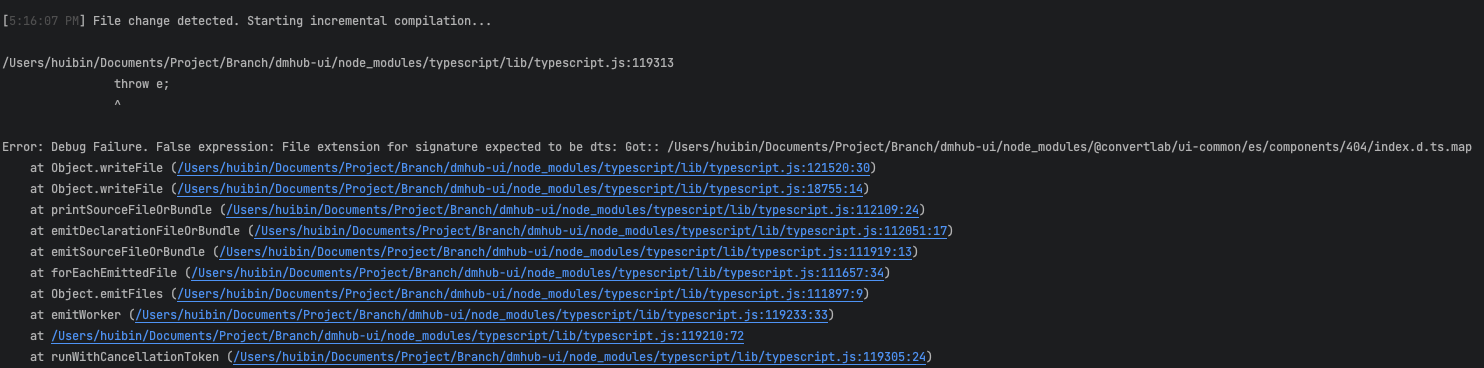 [5:16:07 PM] File change detected. Starting incremental compilation...
/Users/huibin/Documents/Project/Branch/dmhub-ui/node_modules/typescript/lib/typescript.js:119313
throw e;
^
Error: Debug Failure. False expression: File extension for signature expected to be dts: Got:: /Users/huibin/Documents/Project/Branch/dmhub-ui/node_modules/@convertlab/ui-common/es/components/404/index.d.ts.map
at Object.writeFile (/Users/huibin/Documents/Project/Branch/dmhub-ui/node_modules/typescript/lib/typescript.js:121520:30)
at Object.writeFile (/Users/huibin/Documents/Project/Branch/dmhub-ui/node_modules/typescript/lib/typescript.js:18755:14)
at printSourceFileOrBundle (/Users/huibin/Documents/Project/Branch/dmhub-ui/node_modules/typescript/lib/typescript.js:112109:24)
at emitDeclarationFileOrBundle (/Users/huibin/Documents/Project/Branch/dmhub-ui/node_modules/typescript/lib/typescript.js:112051:17)
at emitSourceFileOrBundle (/Users/huibin/Documents/Project/Branch/dmhub-ui/node_modules/typescript/lib/typescript.js:111919:13)
at forEachEmittedFile (/Users/huibin/Documents/Project/Branch/dmhub-ui/node_modules/typescript/lib/typescript.js:111657:34)
at Object.emitFiles (/Users/huibin/Documents/Project/Branch/dmhub-ui/node_modules/typescript/lib/typescript.js:111897:9)
at emitWorker (/Users/huibin/Documents/Project/Branch/dmhub-ui/node_modules/typescript/lib/typescript.js:119233:33)
at /Users/huibin/Documents/Project/Branch/dmhub-ui/node_modules/typescript/lib/typescript.js:119210:72
at runWithCancellationToken (/Users/huibin/Documents/Project/Branch/dmhub-ui/node_modules/typescript/lib/typescript.js:119305:24)